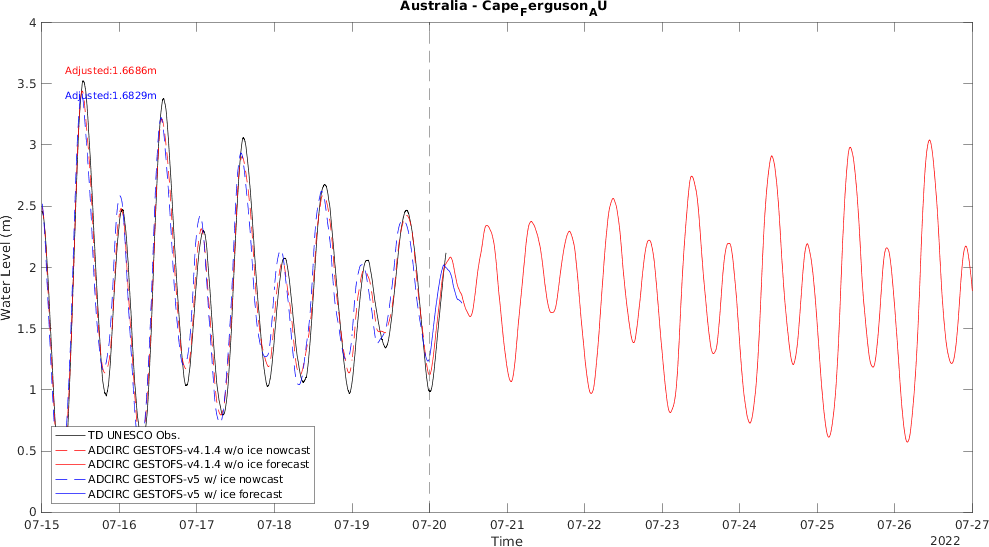 Australia - CapeFergusonAU
Adjusted:1.6686m
Adjusted:1.6829m
Water Level (m)
4
3.5
3
2.5
2
1.5
1
0.5
0
TD UNESCO Obs.
ADCIRC GESTOFS-v4.1.4 w/o ice nowcast
ADCIRC GESTOFS-v4.1.4 w/o ice forecast
ADCIRC GESTOFS-v5 w/ ice nowcast
ADCIRC GESTOFS-v5 w/ ice forecast
07-15 07-16 07-17 07-18 07-19 07-20 07-21 07-22 07-23 07-24 07-25 07-26 07-27
Time
2022